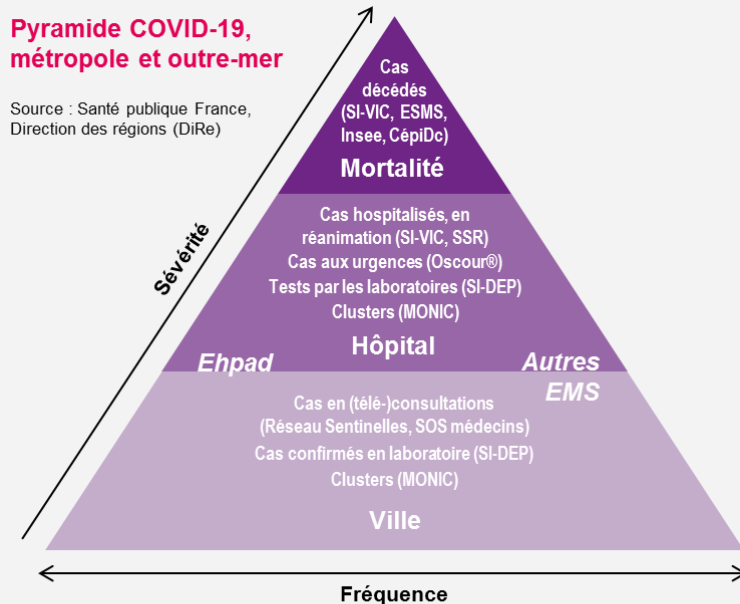 Pyramide COVID-19,
métropole et outre-mer
Source : Santé publique France,
Direction des régions (DiRe)
Sévérité
Cas
décédés
(SI-VIC, ESMS,
Insee, CépiDc)
Mortalité
Cas hospitalisés, en
réanimation (SI-VIC, SSR)
Cas aux urgences (Oscour®)
Tests par les laboratoires (SI-DEP)
Clusters (MONIC)
Hôpital
Ehpad
Autres
EMS
Cas en (télé-)consultations
(Réseau Sentinelles, SOS médecins)
Cas confirmés en laboratoire (SI-DEP)
Clusters (MONIC)
Ville
Fréquence